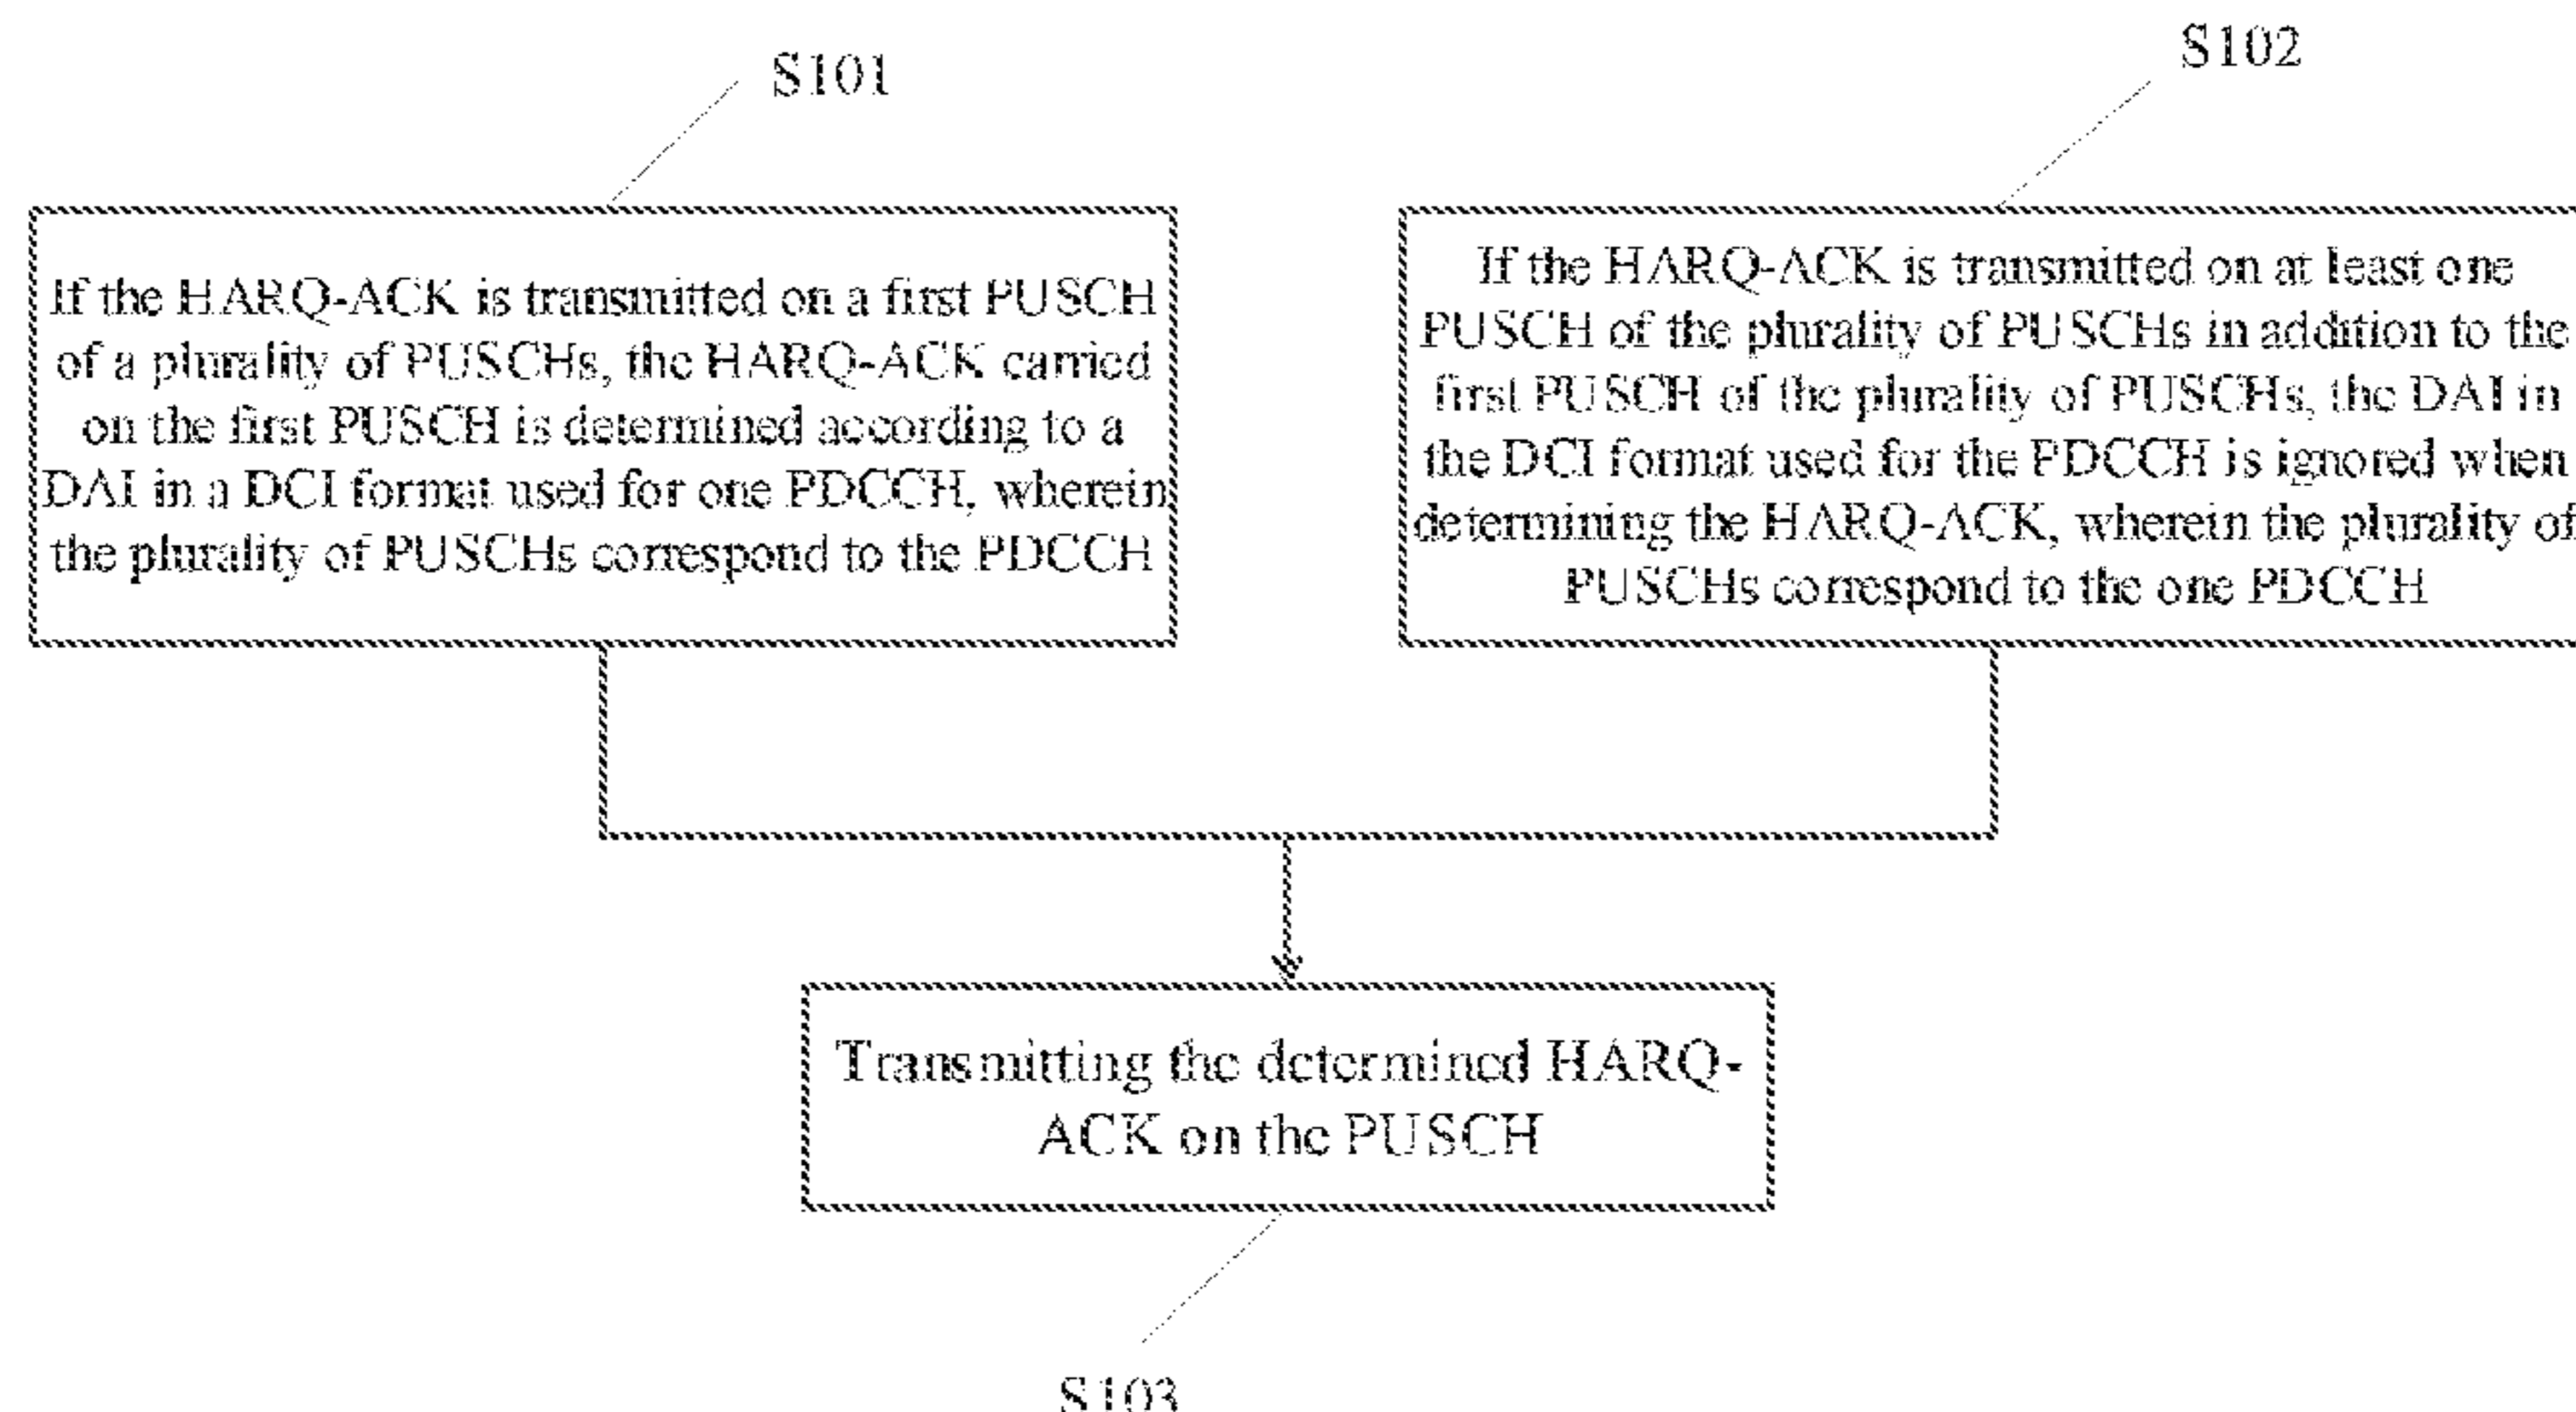 S101
If the HARQ-ACK is transmitted on a first PUSCH
of a plurality of PUSCHs, the HARQ-ACK carried
on the first PUSCH is determined according to a
DAI in a DCI format used for one PDCCH, wherein
the plurality of PUSCHs correspond to the PDCCH
S102
If the HARQ-ACK is transmitted on at least one
PUSCH of the plurality of PUSCHs in addition to the
first PUSCH of the plurality of PUSCHs, the DAI in
the DCI format used for the PDCCH is ignored when
determining the HARQ-ACK, wherein the plurality of
PUSCHs correspond to the one PDCCH
Transmitting the determined HARQ-
ACK on the PUSCH
S103